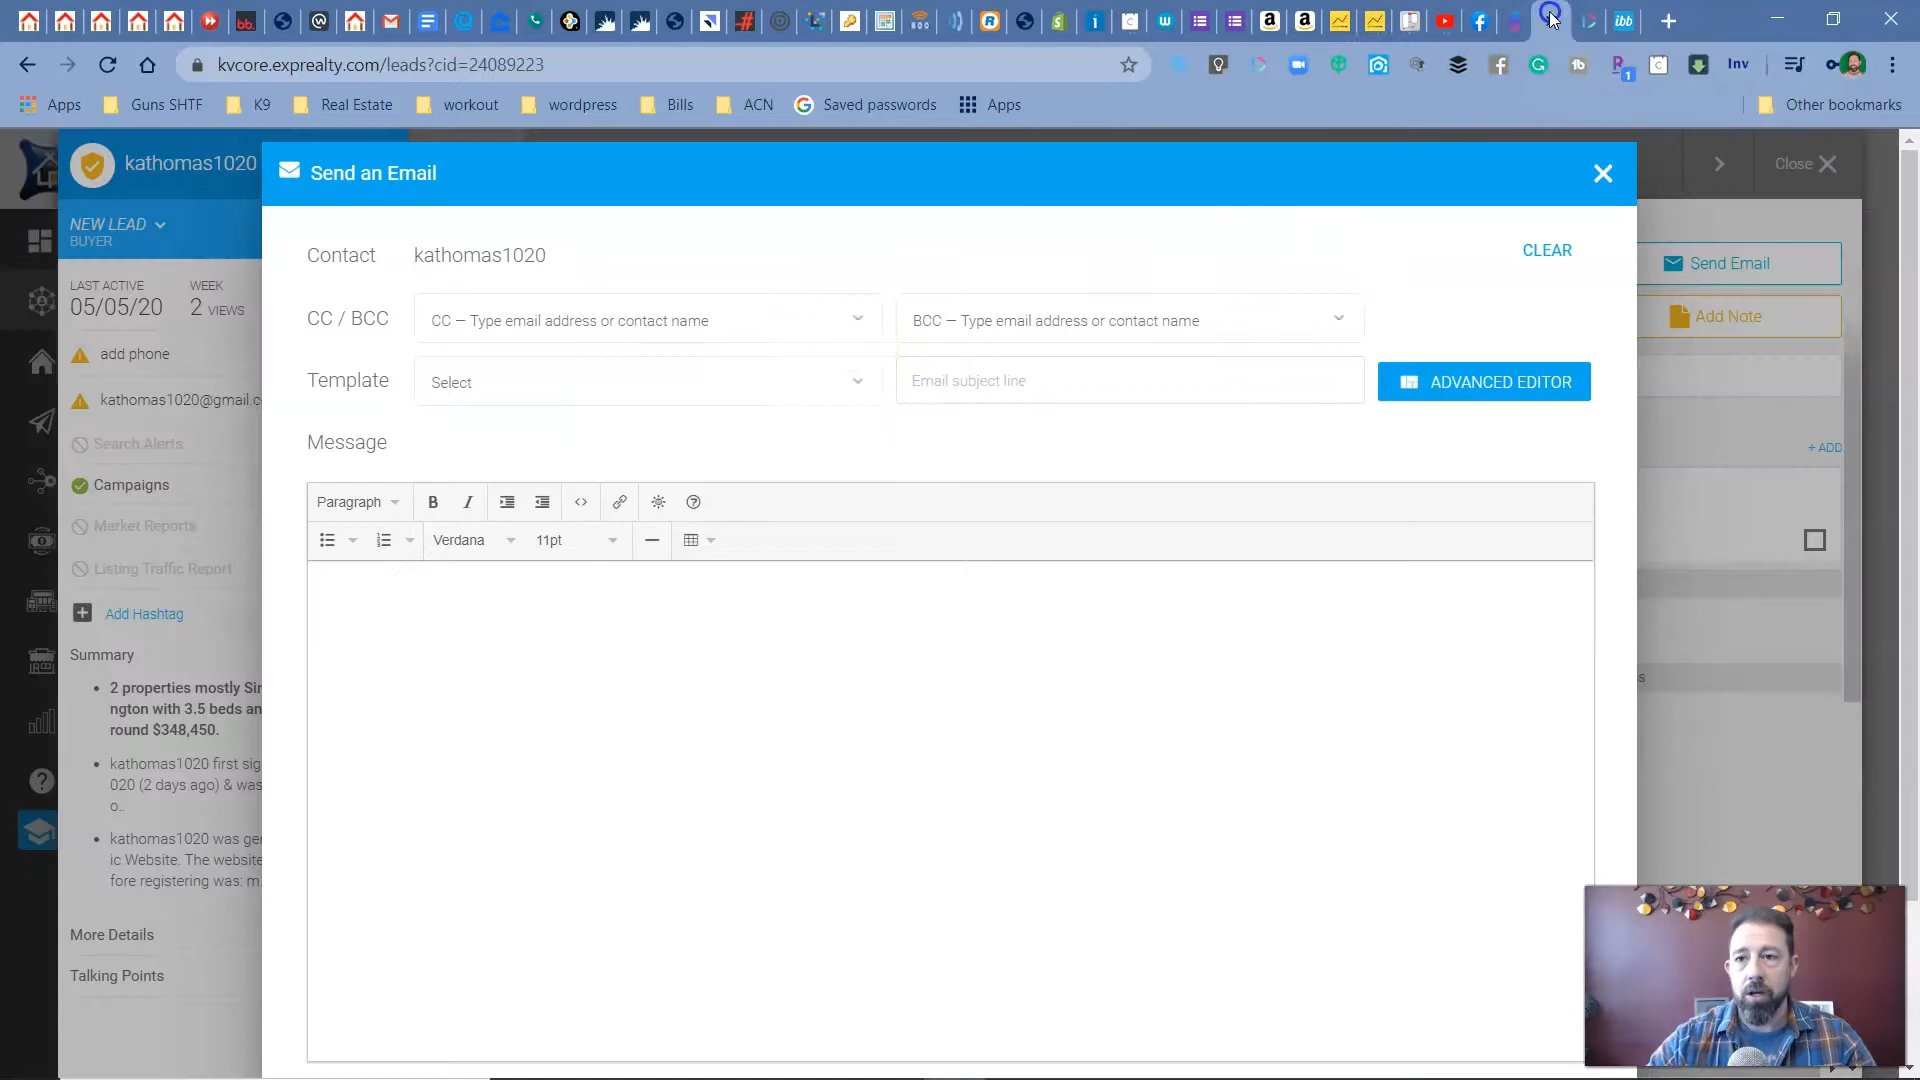 kvcore.exprealty.com/leads?cid=24089223
Inv
1
Apps Guns SHTF K9 Real Estate workout wordpress Bills ACN Saved passwords Apps Other bookmarks
kathomas1020
Send an Email
Close
NEW LEAD
BUYER
Contact kathomas1020 CLEAR
Send Email
LAST ACTIVE WEEK
05/05/20 2 VIEWS
CC / BCC CC – Type email address or contact name BCC – Type email address or contact name
Add Note
add phone
Template Select Email subject line ADVANCED EDITOR
kathomas1020@gmail.c
Search Alerts
Message
+ ADD
Campaigns
Paragraph B I
Market Reports
Verdana 11pt
Listing Traffic Report
Add Hashtag
Summary
2 properties mostly Sin
ngton with 3.5 beds an
round $348,450.
kathomas1020 first sig
020 (2 days ago) & was
o..
kathomas1020 was ger
ic Website. The website
fore registering was: m.
More Details
Talking Points